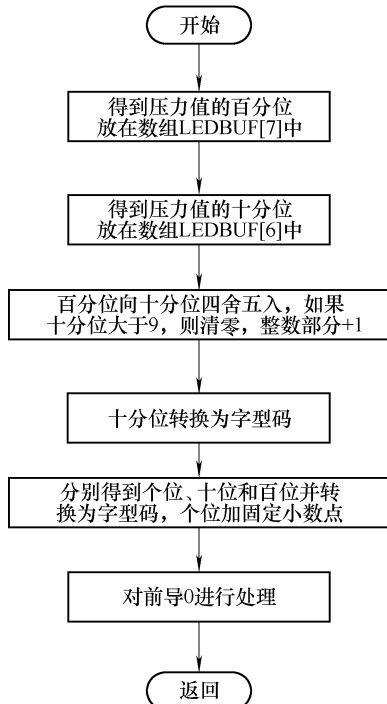 开始
得到压力值的百分位
放在数组LEDBUF[7]中
得到压力值的十分位
放在数组LEDBUF[6]中
百分位向十分位四舍五入，如果
十分位大于9，则清零，整数部分+1
十分位转换为字型码
分别得到个位、十位和百位并转
换为字型码，个位加固定小数点
对前导0进行处理
返回